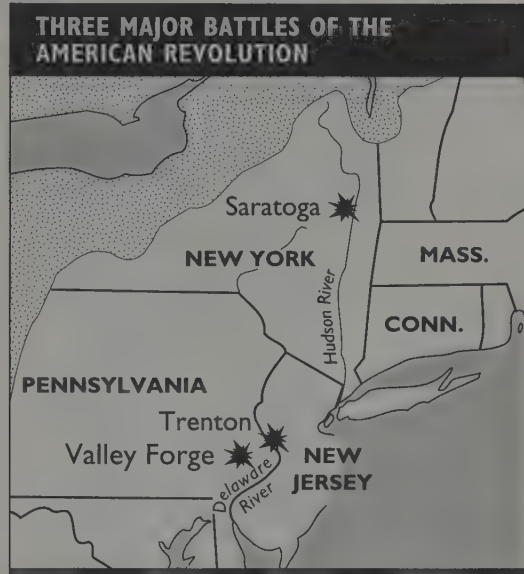 THREE MAJOR BATTLES OF THE
AMERICAN REVOLUTION
Saratoga
NEW YORK
MASS.
Hudson River
CONN.
PENNSYLVANIA
Trenton
Valley Forge
NEW
JERSEY
Delaware
River